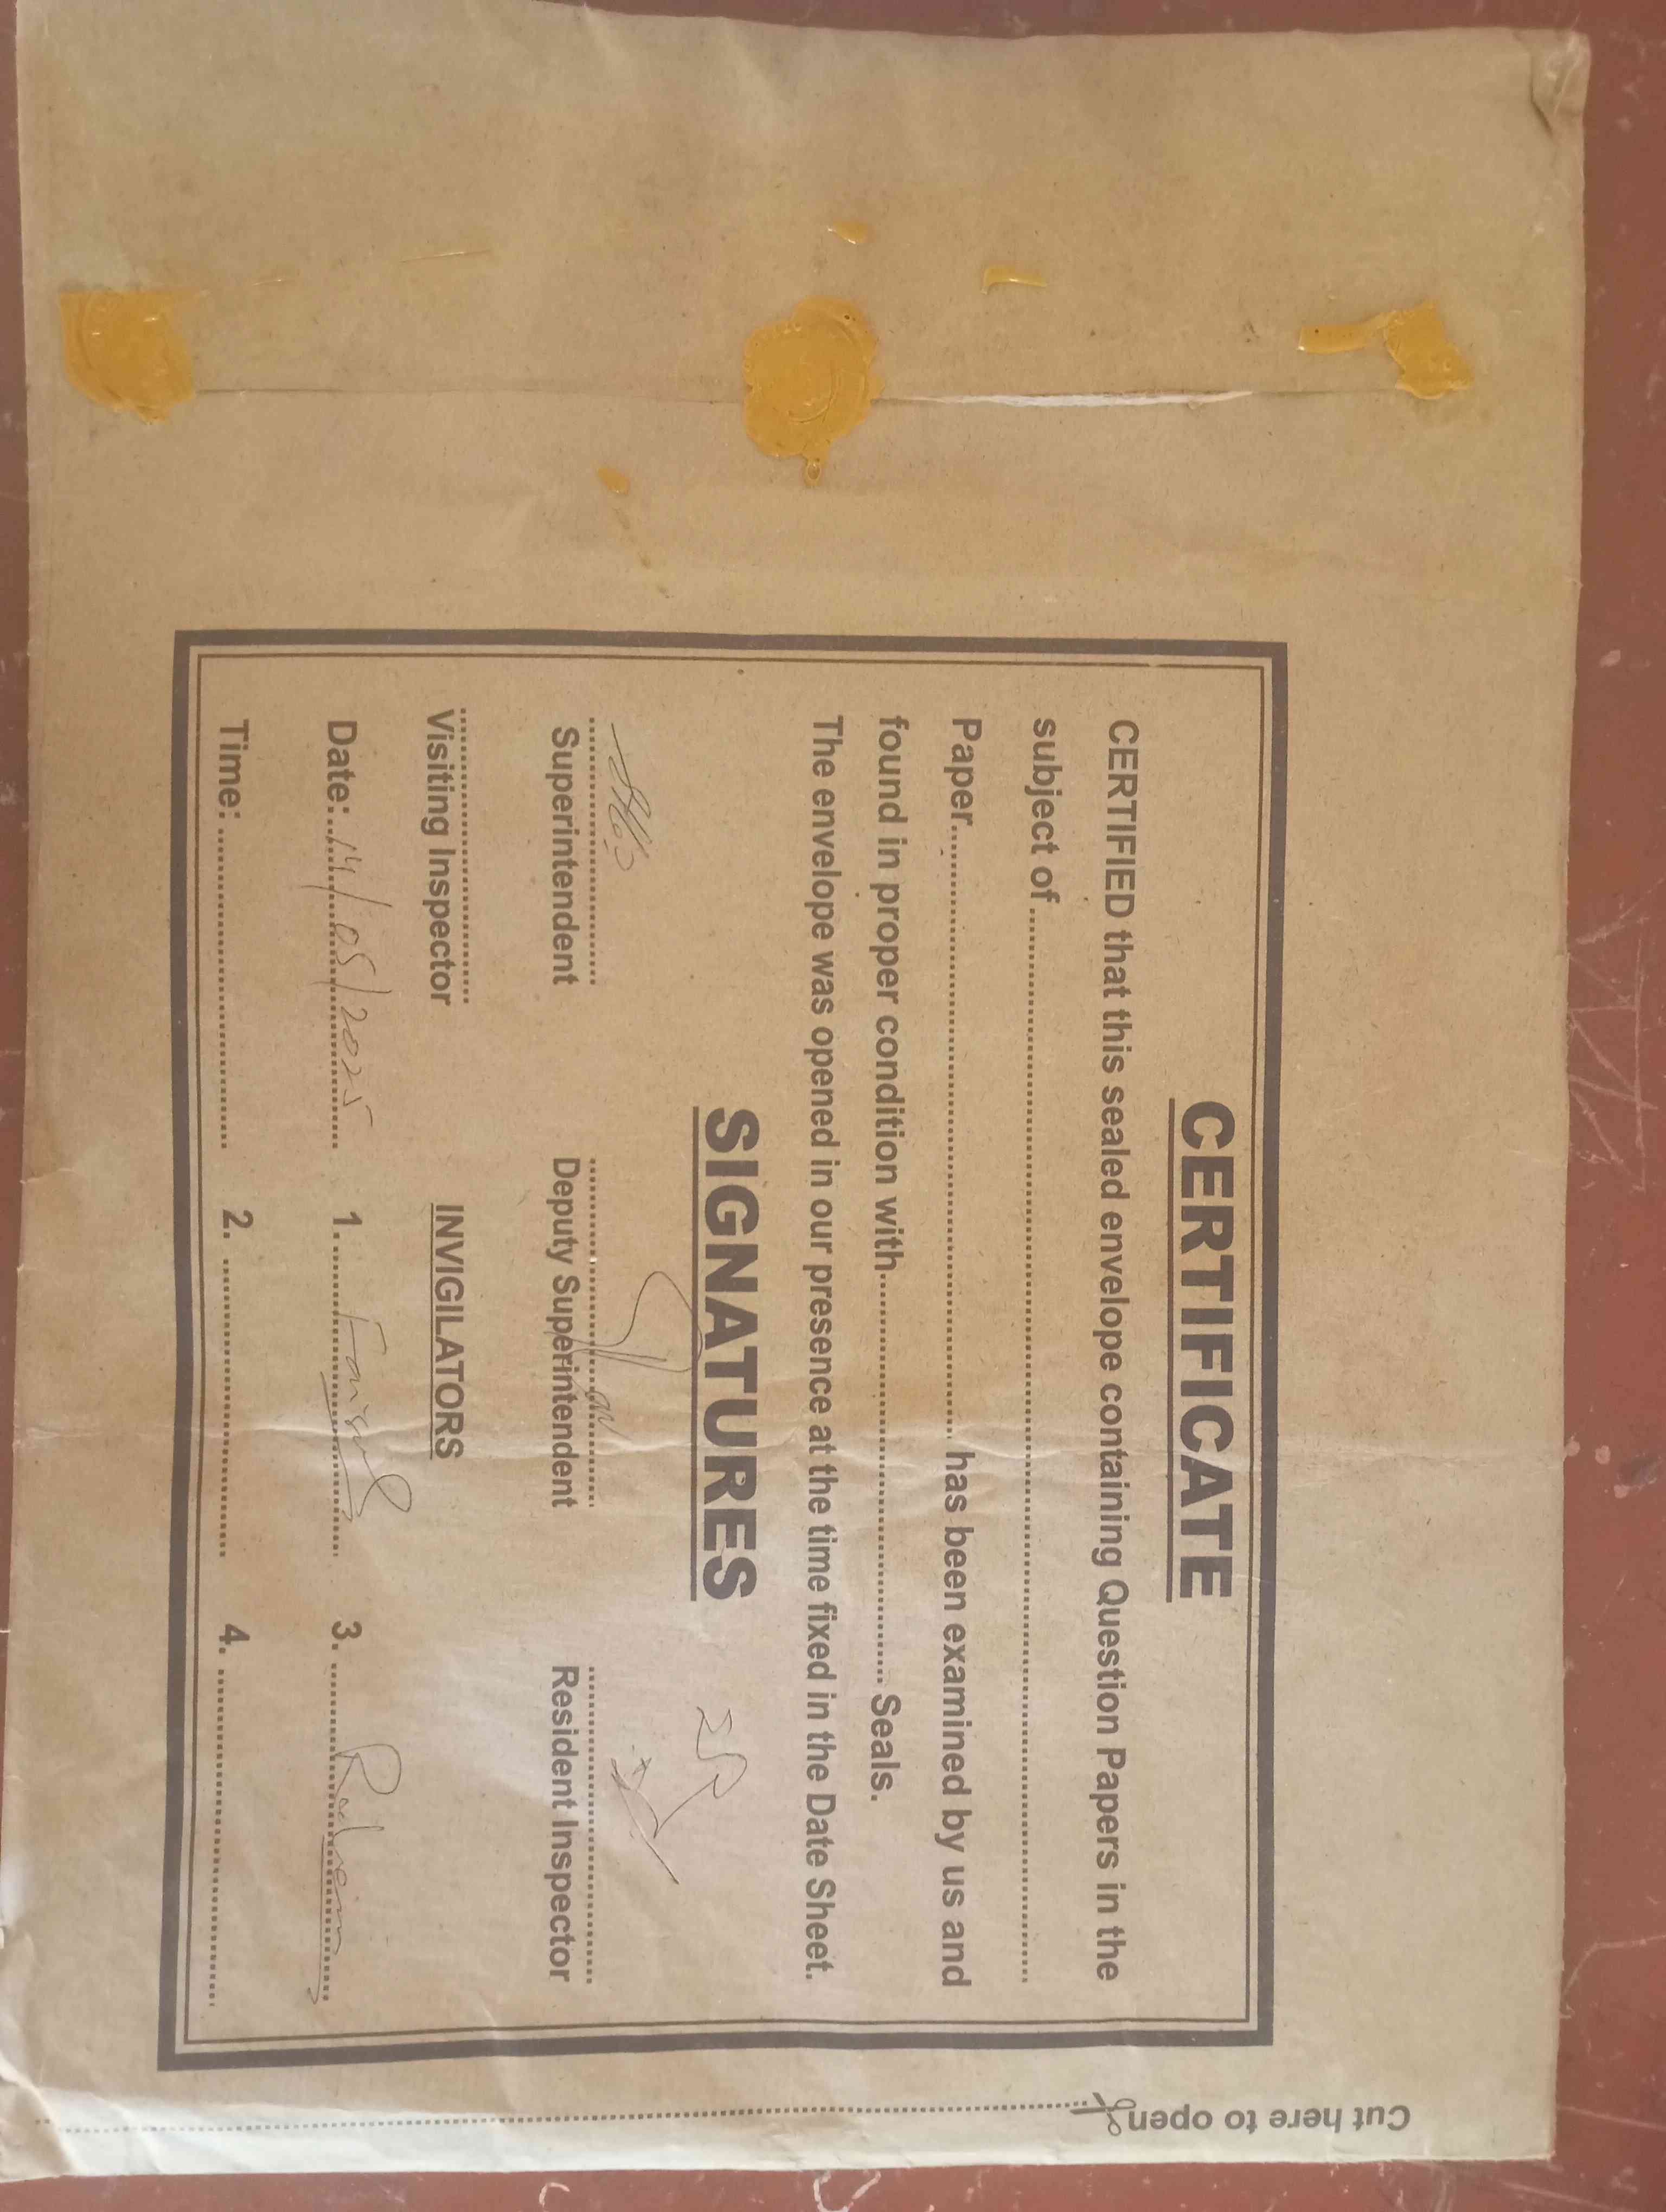 CERTIFICATE
CERTIFIED that this sealed envelope containing Question Papers in the
subject of ................................................
Paper................................ has been examined by us and
found in proper condition with................................ Seals.
The envelope was opened in our presence at the time fixed in the Date Sheet.
SIGNATURES
Superintendent Deputy Superintendent Resident Inspector
Visiting Inspector INVIGILATORS
Date: 14/05/2025 1. 3. Raheem
Time: ................ 2. ................ 4. ................
Cut here to open